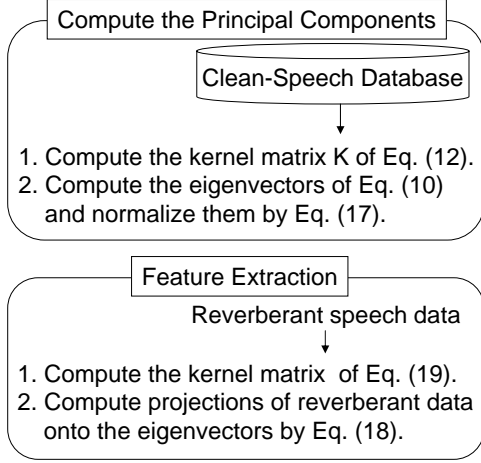 Compute the Principal Components
Clean-Speech Database
1. Compute the kernel matrix K of Eq. (12).
2. Compute the eigenvectors of Eq. (10)
and normalize them by Eq. (17).
Feature Extraction
Reverberant speech data
1. Compute the kernel matrix of Eq. (19).
2. Compute projections of reverberant data
onto the eigenvectors by Eq. (18).